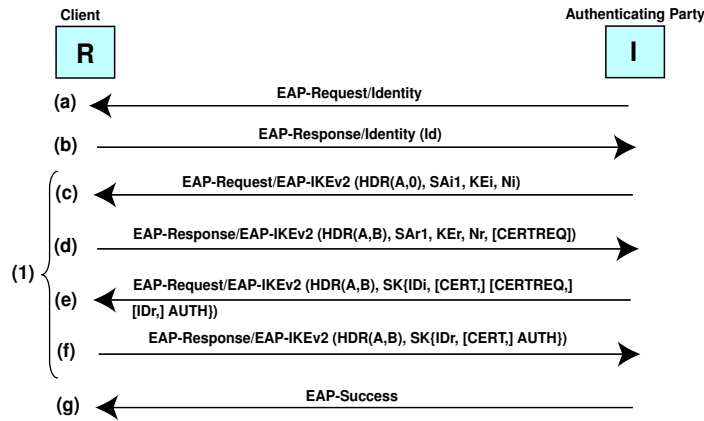 Client
Authenticating Party
R
I
(a)
EAP-Request/Identity
(b)
EAP-Response/Identity (Id)
(c)
EAP-Request/EAP-IKEv2 (HDR(A,0), SAi1, KEi, Ni)
(d)
EAP-Response/EAP-IKEv2 (HDR(A,B), SAr1, KEr, Nr, [CERTREQ])
(1)
(e)
EAP-Request/EAP-IKEv2 (HDR(A,B), SK{IDi, [CERT,] [CERTREQ,]
[IDr,] AUTH})
(f)
EAP-Response/EAP-IKEv2 (HDR(A,B), SK{IDr, [CERT,] AUTH})
(g)
EAP-Success